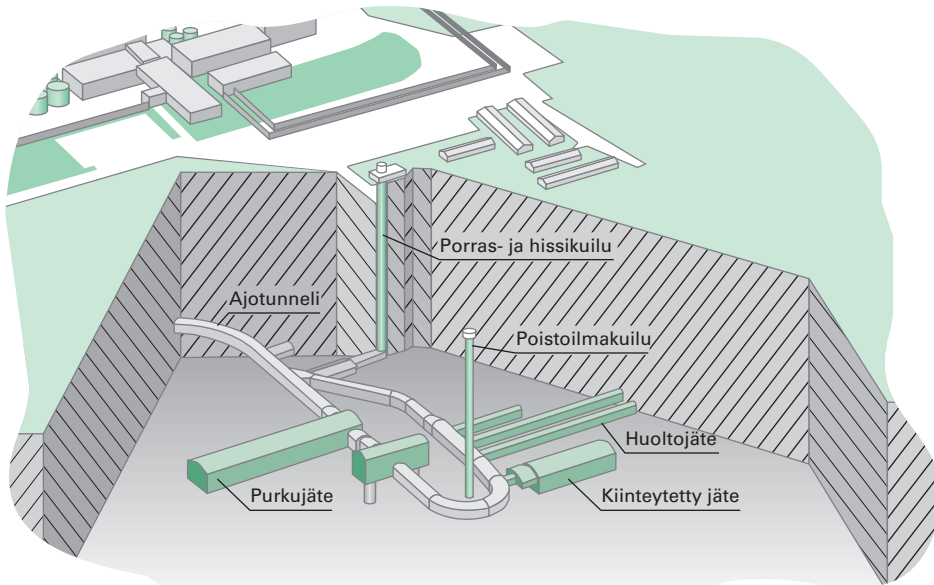 Porras- ja hissikuilu
Ajotunneli
Poistoilmakuilu
Huoltojäte
Purkujäte
Kiinteytetty jäte